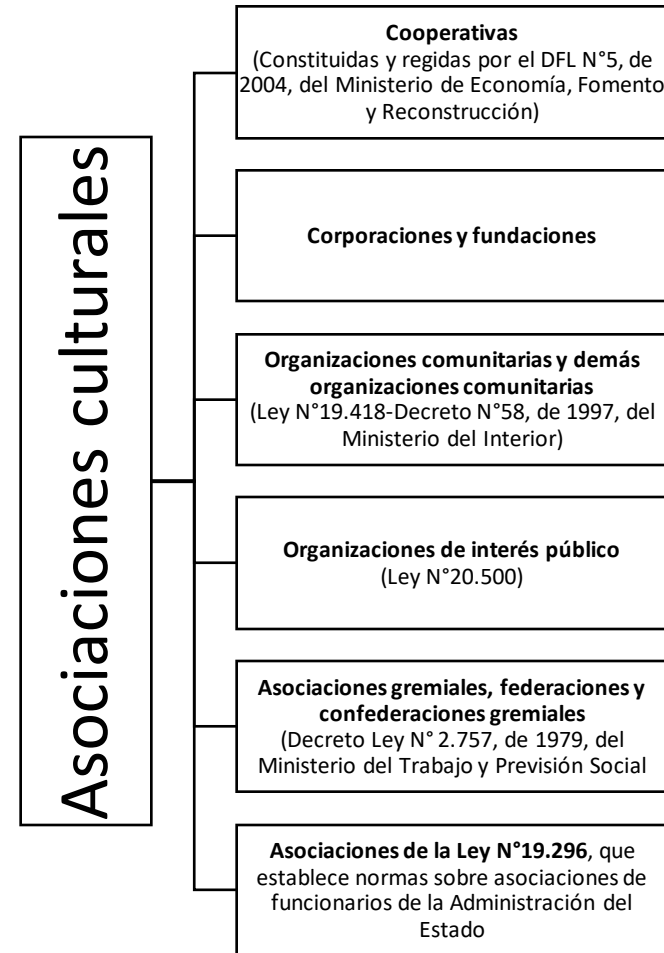 Asociaciones culturales
Cooperativas
(Constituidas y regidas por el DFL N°5, de
2004, del Ministerio de Economía, Fomento
y Reconstrucción)
Corporaciones y fundaciones
Organizaciones comunitarias y demás
organizaciones comunitarias
(Ley N°19.418-Decreto N°58, de 1997, del
Ministerio del Interior)
Organizaciones de interés público
(Ley N°20.500)
Asociaciones gremiales, federaciones y
confederaciones gremiales
(Decreto Ley N° 2.757, de 1979, del
Ministerio del Trabajo y Previsión Social
Asociaciones de la Ley N°19.296, que
establece normas sobre asociaciones de
funcionarios de la Administración del
Estado